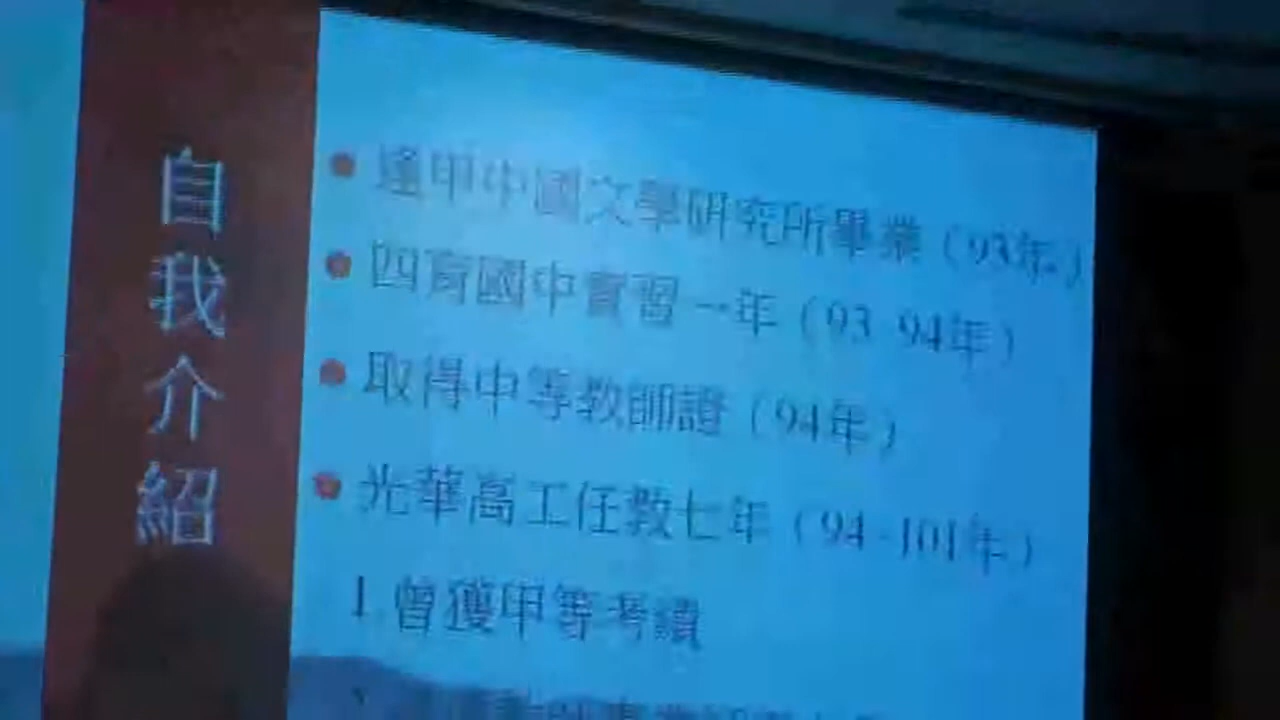 自我介紹
逢甲中國文學研究所畢業（93年）
四育國中實習一年（93-94年）
取得中等教師證（94年）
光華高工任教七年（94-101年）
1.曾獲甲等考績